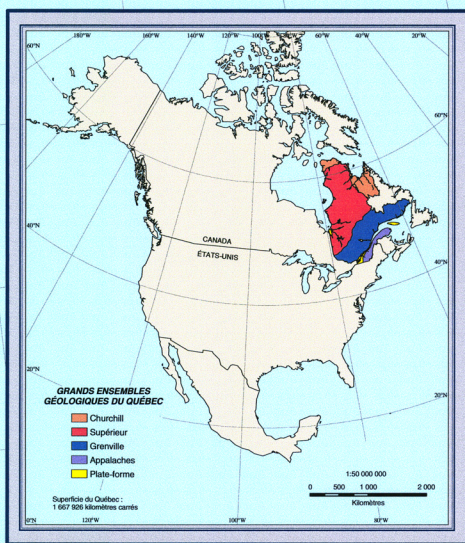 180°W
160°W
140°W
120°W
100°W
80°W
60°W
40°W
20°W
60°N
60°N
40°N
40°N
20°N
20°N
CANADA
ÉTATS-UNIS
GRANDS ENSEMBLES
GÉOLOGIQUES DU QUÉBEC
Churchill
Supérieur
Grenville
Appalaches
Plate-forme
Superficie du Québec :
1 667 926 kilomètres carrés
1:50 000 000
0 500 1 000 2 000
Kilomètres
0°N
120°W
100°W
80°W
0°N